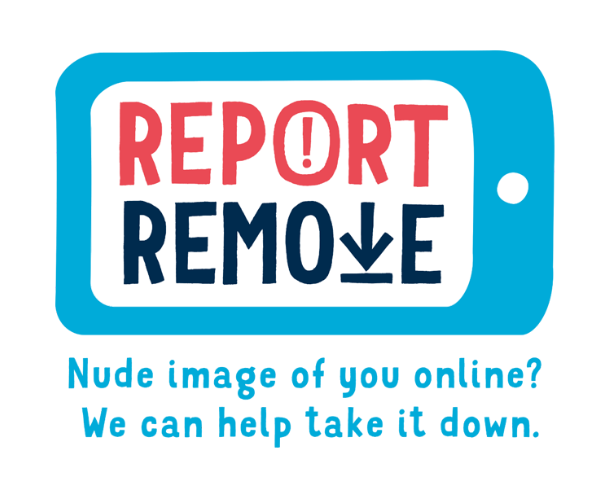 REPORT
REMOVE
Nude image of you online?
We can help take it down.